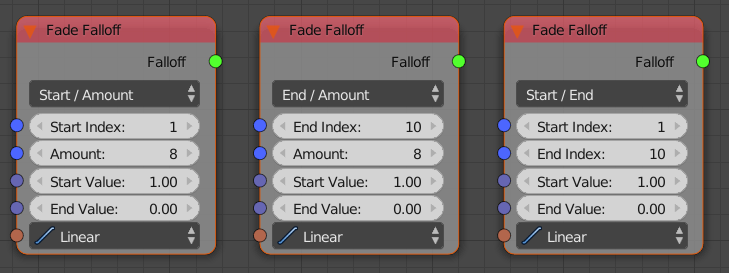 Fade Falloff
Falloff
Start / Amount
Start Index: 1
Amount: 8
Start Value: 1.00
End Value: 0.00
Linear
Fade Falloff
Falloff
End / Amount
End Index: 10
Amount: 8
Start Value: 1.00
End Value: 0.00
Linear
Fade Falloff
Falloff
Start / End
Start Index: 1
End Index: 10
Start Value: 1.00
End Value: 0.00
Linear